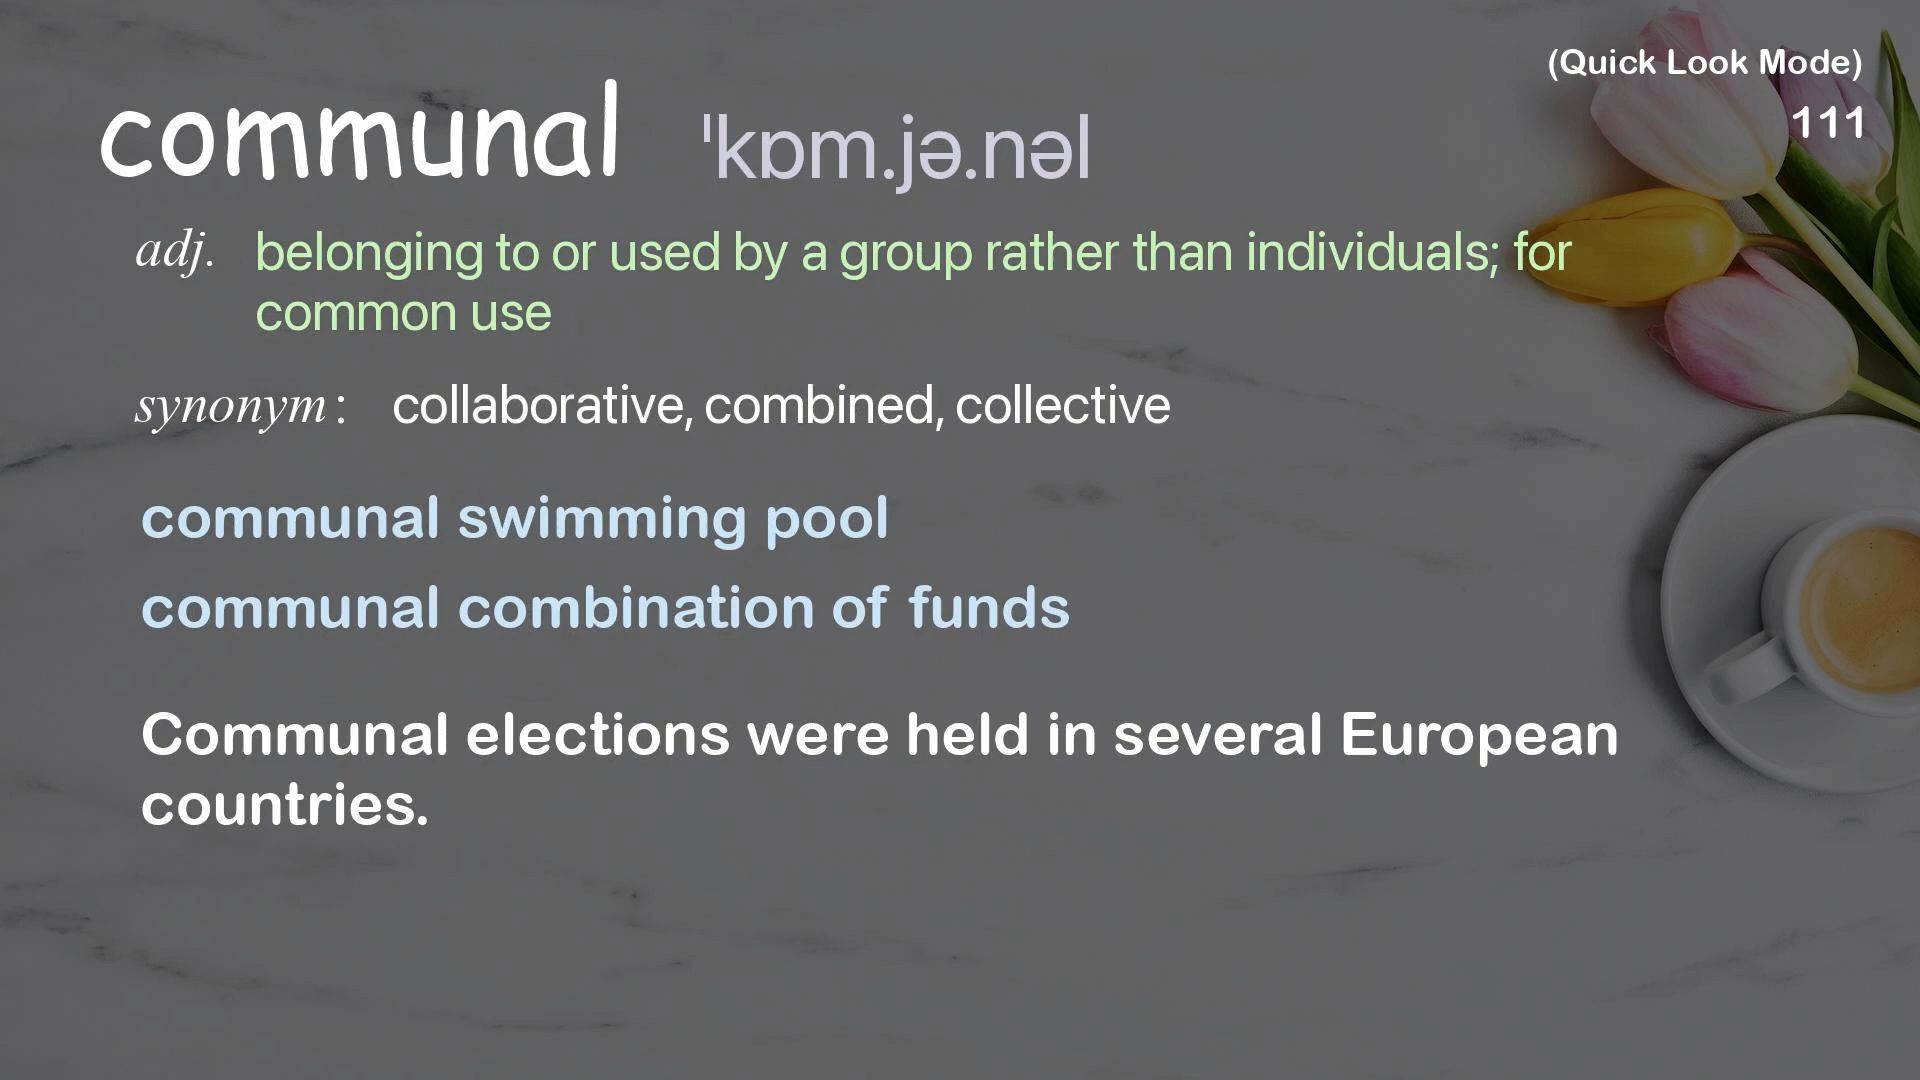 (Quick Look Mode)
111
communal ˈkɒm.jə.nəl
adj. belonging to or used by a group rather than individuals; for
common use
synonym: collaborative, combined, collective
communal swimming pool
communal combination of funds
Communal elections were held in several European
countries.